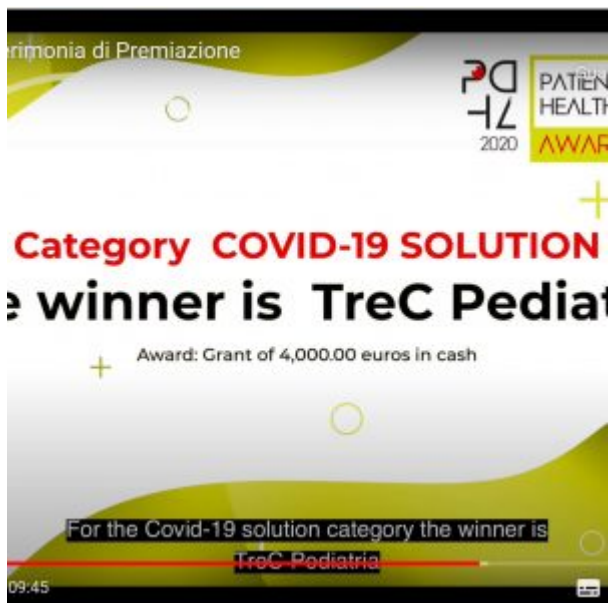 erimonia di Premiazione
PATIEN
HEALTH
2020
AWAR
Category COVID-19 SOLUTION
e winner is TreC Pediat
Award: Grant of 4,000.00 euros in cash
For the Covid-19 solution category the winner is
TreC Pediatria
09:45